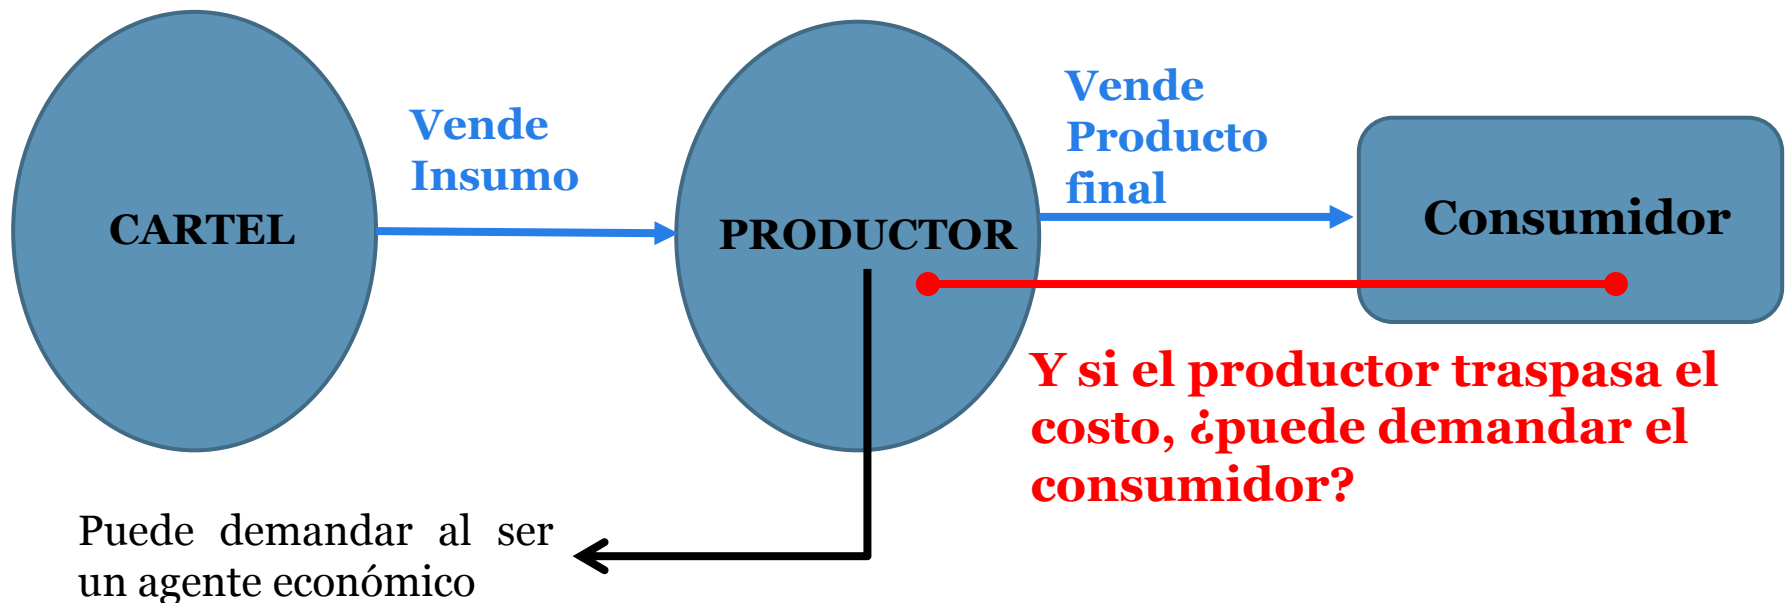 CARTEL
Vende
Insumo
PRODUCTOR
Vende
Producto
final
Consumidor
Y si el productor traspasa el
costo, ¿puede demandar el
consumidor?
Puede demandar al ser
un agente económico